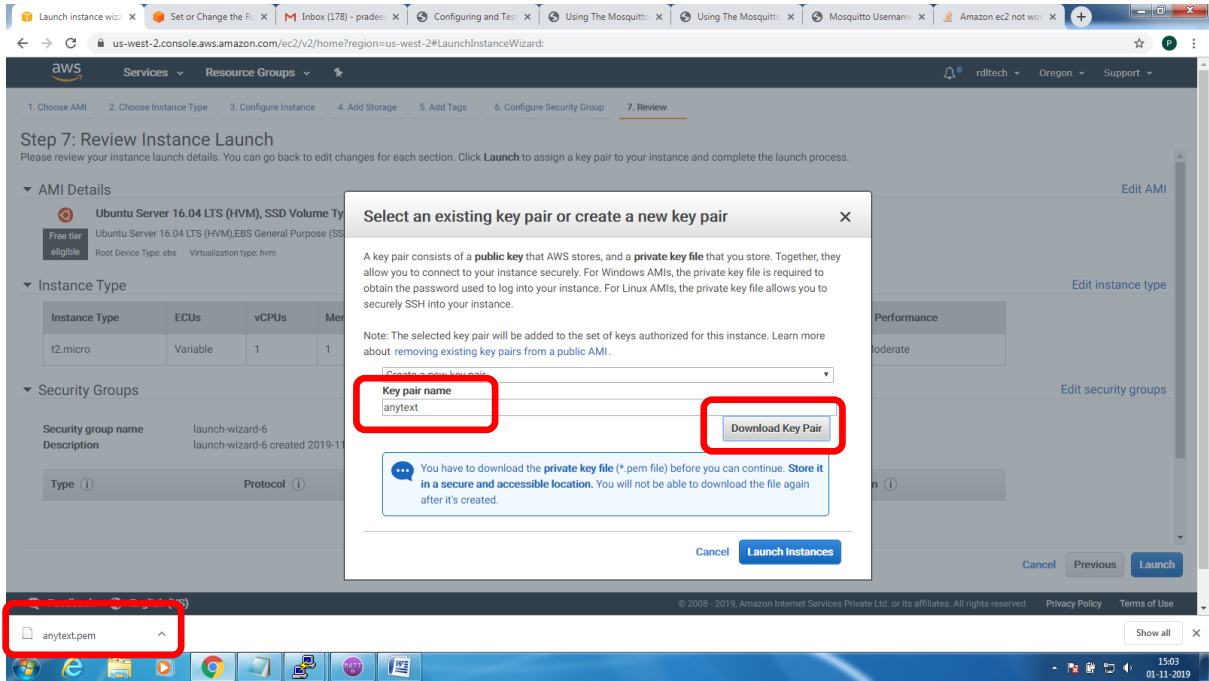 Launch instance wiza
Set or Change the Ro
Inbox (178) - pradeep
Configuring and Test
Using The Mosquitto
Using The Mosquitto
Mosquitto Username
Amazon ec2 not wor
us-west-2.console.aws.amazon.com/ec2/v2/home?region=us-west-2#LaunchInstanceWizard:
P
aws Services Resource Groups rdltech Oregon Support
1. Choose AMI 2. Choose Instance Type 3. Configure Instance 4. Add Storage 5. Add Tags 6. Configure Security Group 7. Review
Step 7: Review Instance Launch
Please review your instance launch details. You can go back to edit changes for each section. Click Launch to assign a key pair to your instance and complete the launch process.
AMI Details Edit AMI
Ubuntu Server 16.04 LTS (HVM), SSD Volume Ty
Free tier eligible
Ubuntu Server 16.04 LTS (HVM),EBS General Purpose (SS
Root Device Type: ebs Virtualization type: hvm
Instance Type Edit instance type
Instance Type ECUs vCPUs Mer Performance
t2.micro Variable 1 1 loderate
Security Groups Edit security groups
Security group name launch-wizard-6
Description launch-wizard-6 created 2019-11
Type Protocol n
Select an existing key pair or create a new key pair
A key pair consists of a public key that AWS stores, and a private key file that you store. Together, they
allow you to connect to your instance securely. For Windows AMIs, the private key file is required to
obtain the password used to log into your instance. For Linux AMIs, the private key file allows you to
securely SSH into your instance.
Note: The selected key pair will be added to the set of keys authorized for this instance. Learn more
about removing existing key pairs from a public AMI.
Create a new key pair
Key pair name
anytext
Download Key Pair
You have to download the private key file (*.pem file) before you can continue. Store it
in a secure and accessible location. You will not be able to download the file again
after it's created.
Cancel Launch Instances
Cancel Previous Launch
© 2008 - 2019, Amazon Internet Services Private Ltd. or its affiliates. All rights reserved. Privacy Policy Terms of Use
anytext.pem
Show all
15:03
01-11-2019